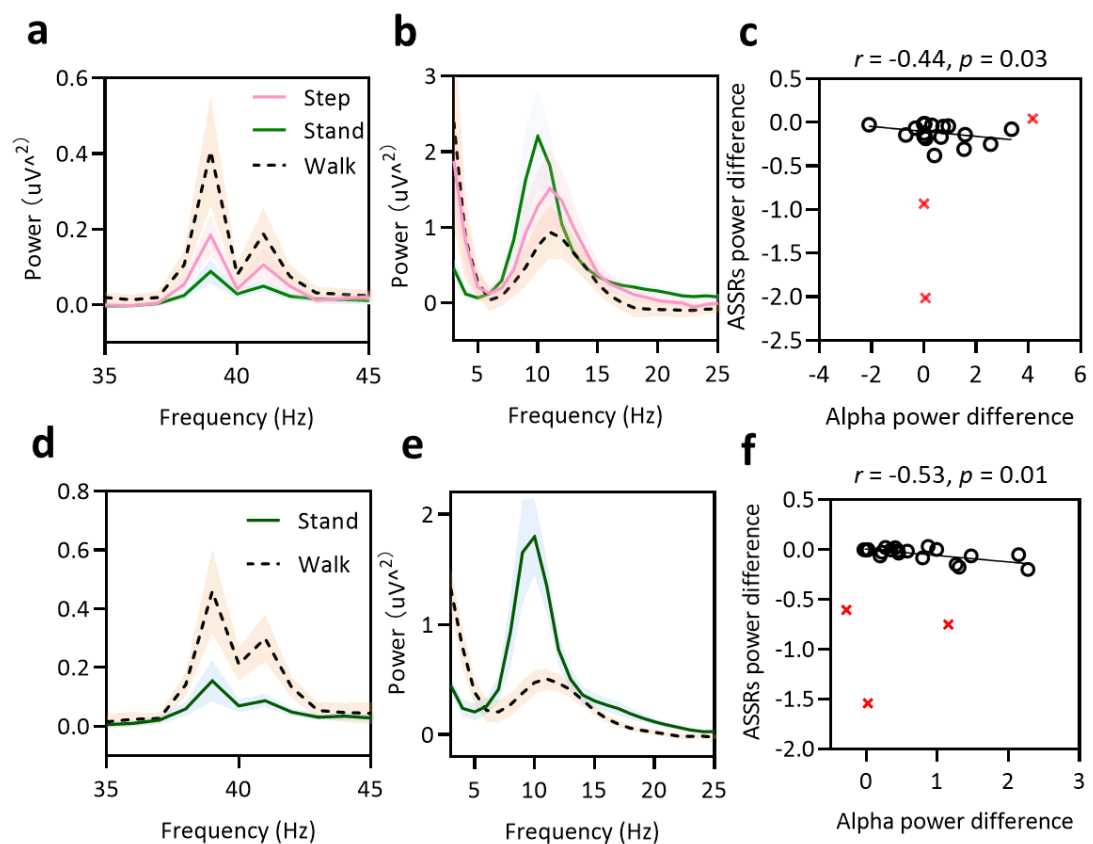 a
0.6
0.4
0.2
0.0
Power (uV^2)
Step
Stand
Walk
35
40
45
Frequency (Hz)
b
3
2
1
0
Power (uV^2)
5
10
15
20
25
Frequency (Hz)
c
r = -0.44, p = 0.03
0.5
0.0
-0.5
-1.0
-1.5
-2.0
-2.5
ASSRs power difference
-4
-2
0
2
4
6
Alpha power difference
d
0.8
0.6
0.4
0.2
0.0
Power (uV^2)
Stand
Walk
35
40
45
Frequency (Hz)
e
2
1
0
Power (uV^2)
5
10
15
20
25
Frequency (Hz)
f
r = -0.53, p = 0.01
0.5
0.0
-0.5
-1.0
-1.5
-2.0
ASSRs power difference
0
1
2
3
Alpha power difference